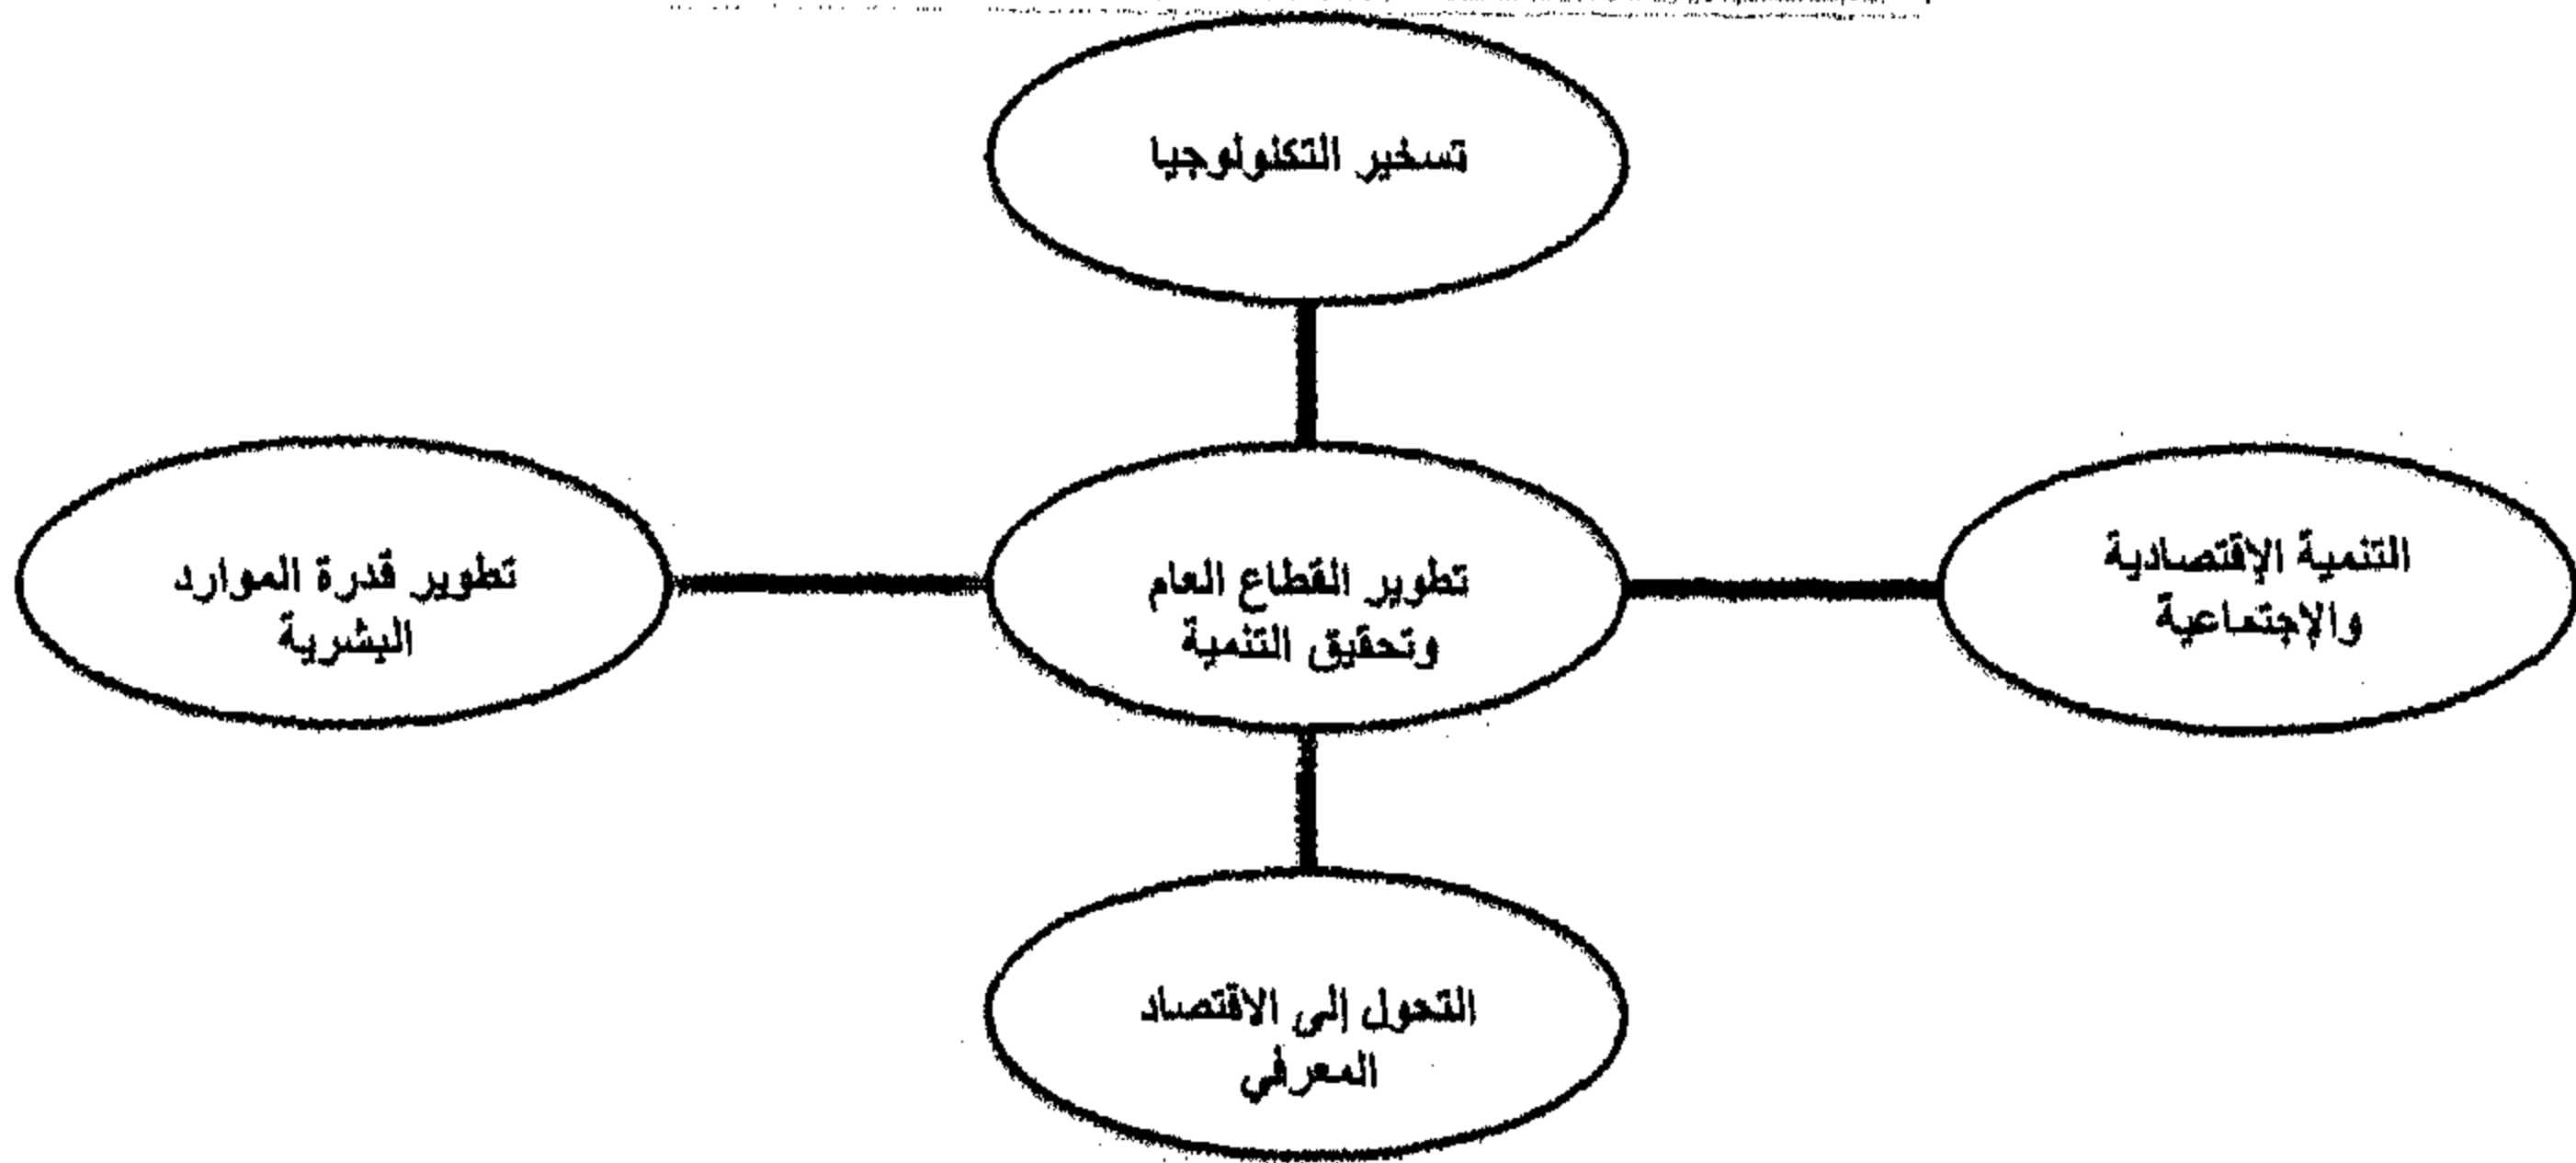 تسخير التكنولوجيا
التنمية الإقتصادية
والإجتماعية
تطوير القطاع العام
وتحقيق التنمية
تطوير قدرة الموارد
البشرية
التحول إلى الاقتصاد
المعرفي